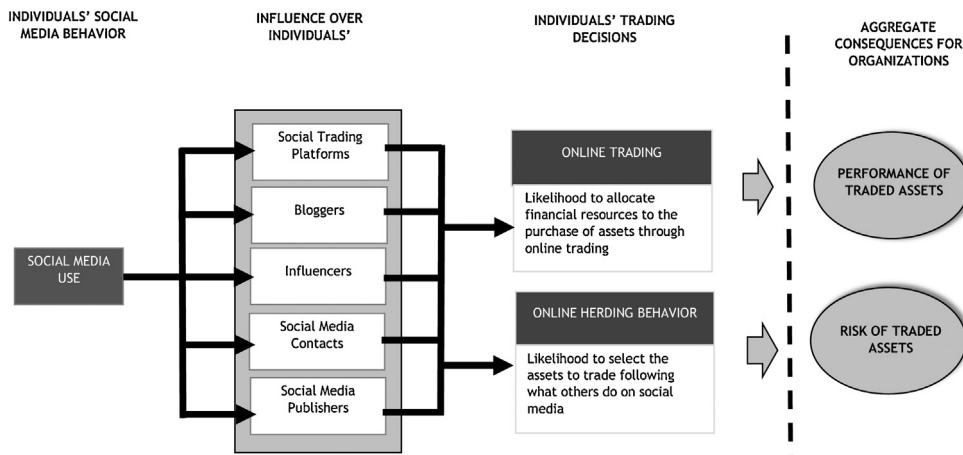 INDIVIDUALS' SOCIAL
MEDIA BEHAVIOR
INFLUENCE OVER
INDIVIDUALS'
INDIVIDUALS' TRADING
DECISIONS
AGGREGATE
CONSEQUENCES FOR
ORGANIZATIONS
SOCIAL MEDIA
USE
Social Trading
Platforms
Bloggers
Influencers
Social Media
Contacts
Social Media
Publishers
ONLINE TRADING
Likelihood to allocate
financial resources to the
purchase of assets through
online trading
ONLINE HERDING BEHAVIOR
Likelihood to select the
assets to trade following
what others do on social
media
PERFORMANCE OF
TRADED ASSETS
RISK OF TRADED
ASSETS